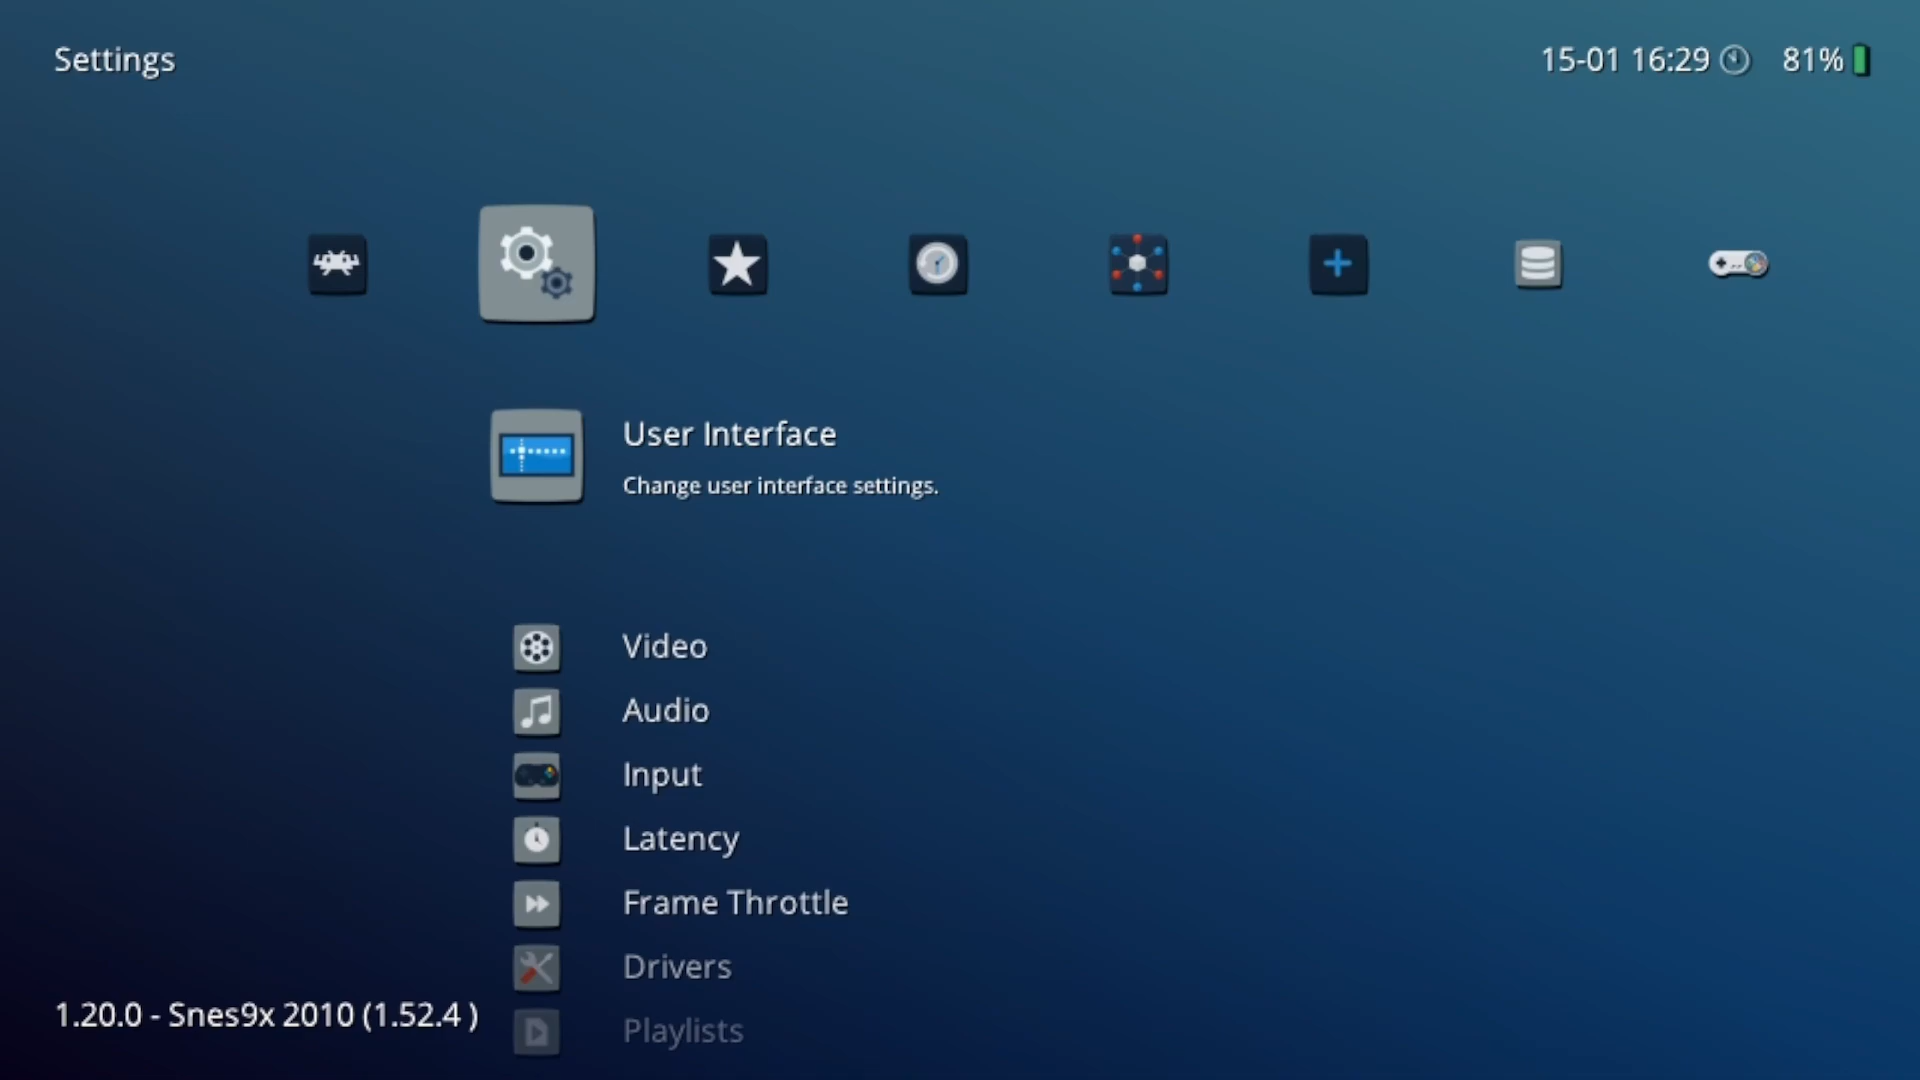 Settings
15-01 16:29 81%
User Interface
Change user interface settings.
Video
Audio
Input
Latency
Frame Throttle
Drivers
Playlists
1.20.0 - Snes9x 2010 (1.52.4 )